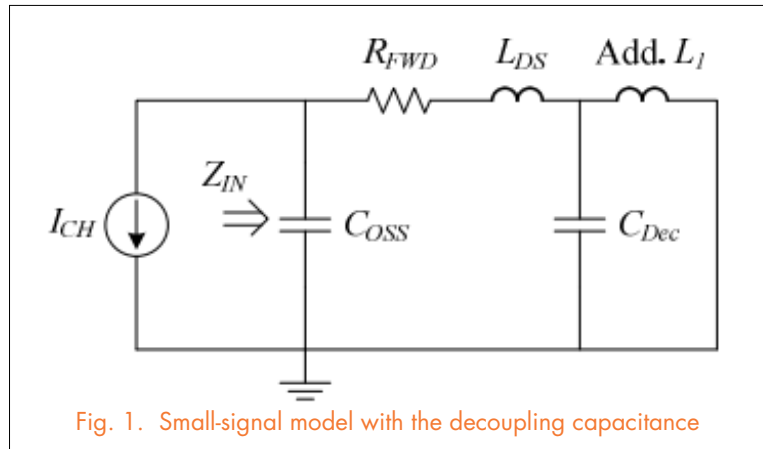 R_FWD L_DS Add. L_1
Z_IN
I_CH C_OSS C_Dec
Fig. 1. Small-signal model with the decoupling capacitance